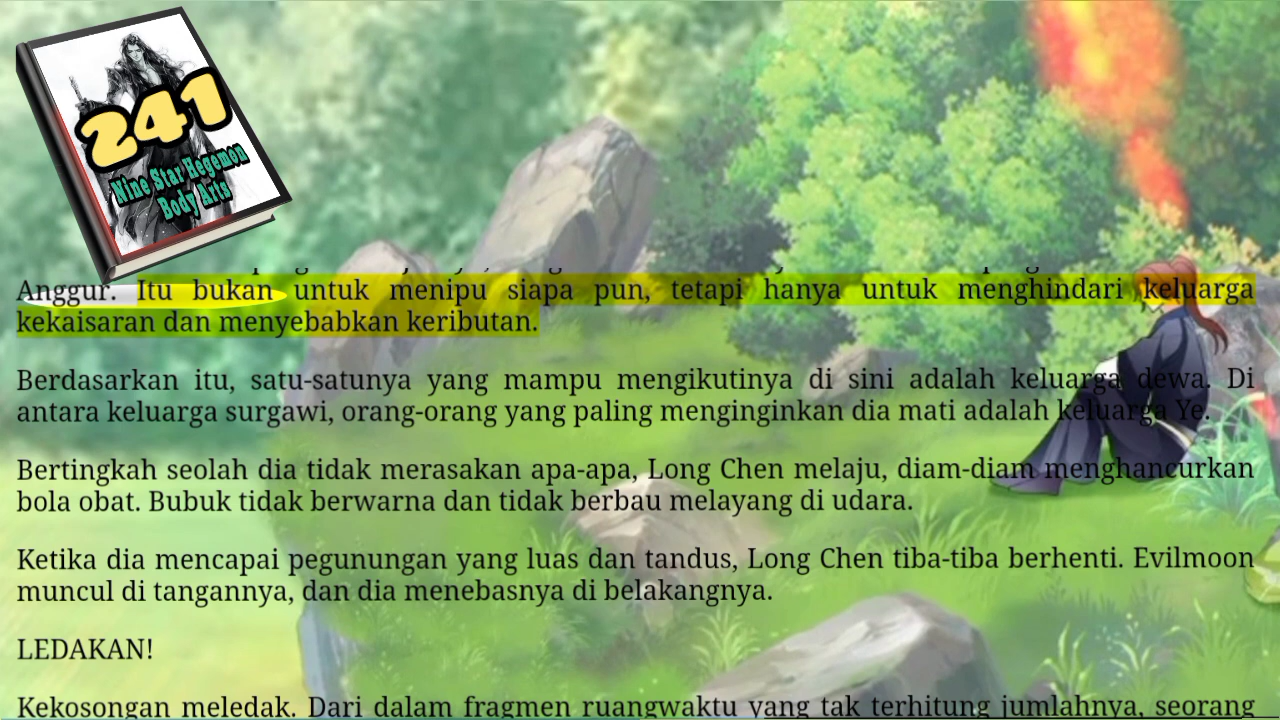 241
Nine Star Hegemon
Body Arts
Anggur. Itu bukan untuk menipu siapa pun, tetapi hanya untuk menghindari keluarga
kekaisaran dan menyebabkan keributan.
Berdasarkan itu, satu-satunya yang mampu mengikutinya di sini adalah keluarga dewa. Di
antara keluarga surgawi, orang-orang yang paling menginginkan dia mati adalah keluarga Ye.
Bertingkah seolah dia tidak merasakan apa-apa, Long Chen melaju, diam-diam menghancurkan
bola obat. Bubuk tidak berwarna dan tidak berbau melayang di udara.
Ketika dia mencapai pegunungan yang luas dan tandus, Long Chen tiba-tiba berhenti. Evilmoon
muncul di tangannya, dan dia menebasnya di belakangnya.
LEDAKAN!
Kekosongan meledak. Dari dalam fragmen ruangwaktu yang tak terhitung jumlahnya, seorang